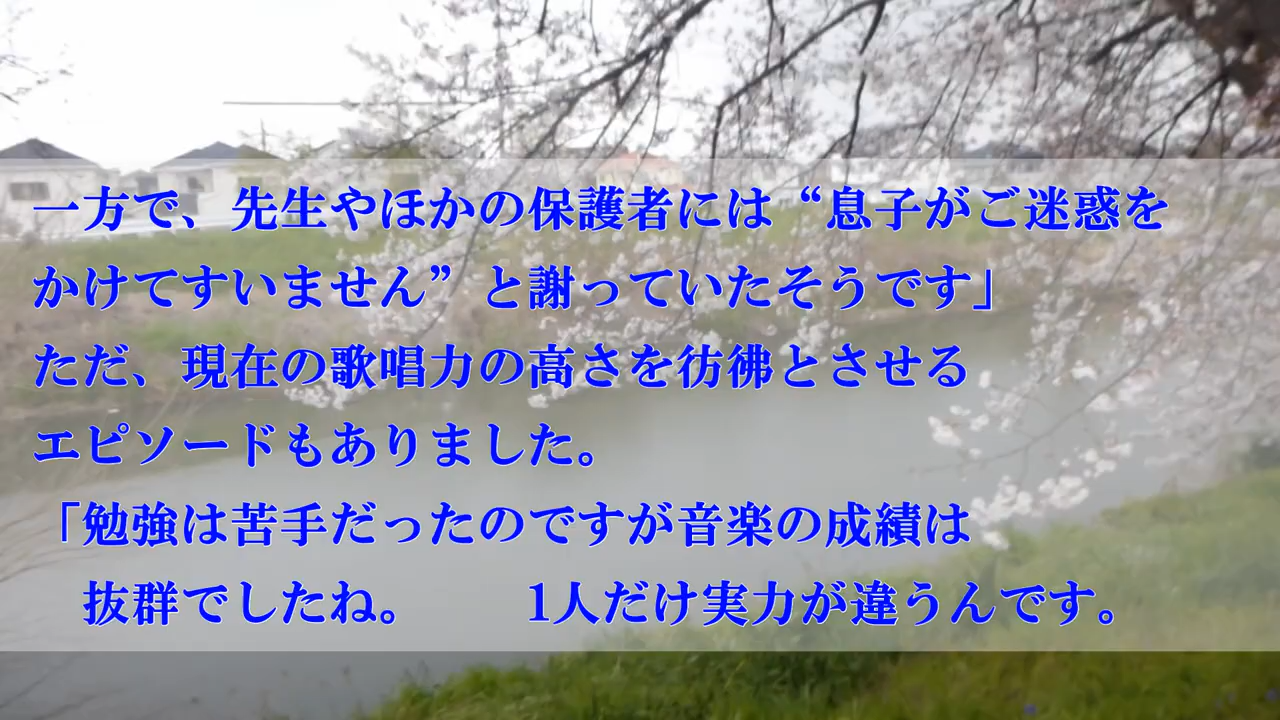 一方で、先生やほかの保護者には“息子がご迷惑を
かけてすいません”と謝っていたそうです」
ただ、現在の歌唱力の高さを彷彿とさせる
エピソードもありました。
「勉強は苦手だったのですが音楽の成績は
　抜群でしたね。　　1人だけ実力が違うんです。